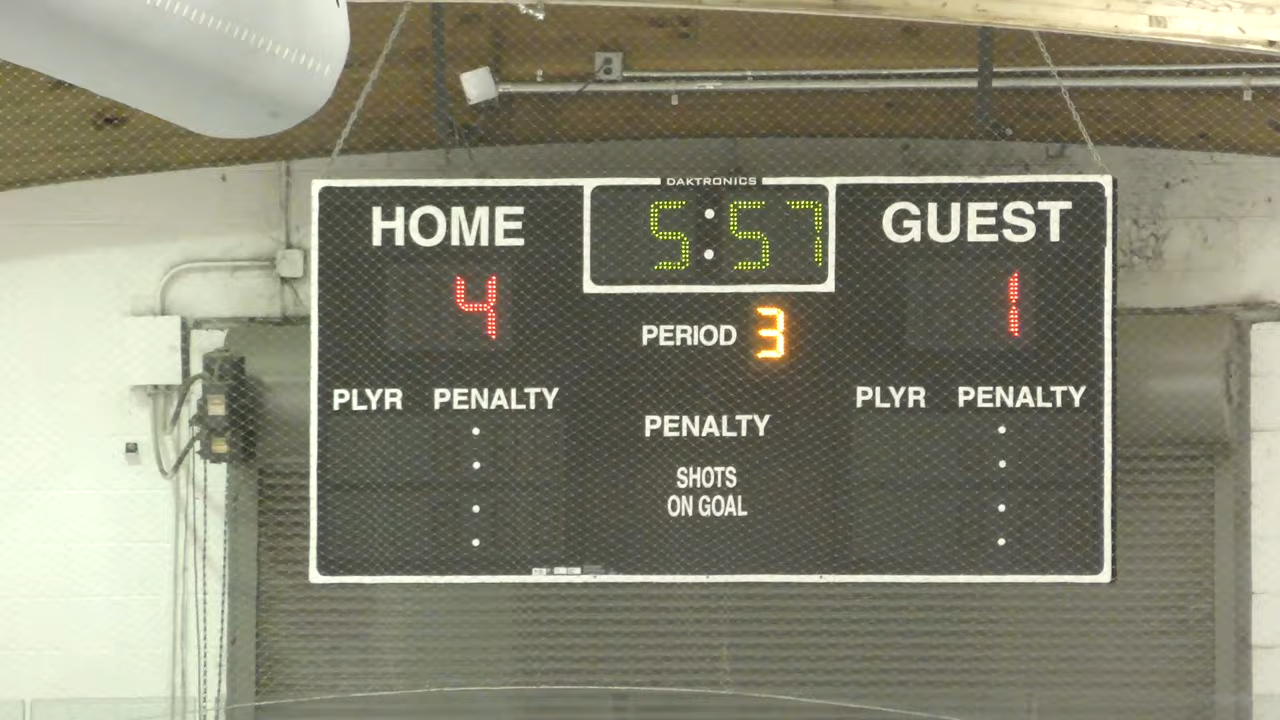 DAKTRONICS
HOME 5:57 GUEST
4 1
PERIOD 3
PLYR PENALTY
PENALTY
PLYR PENALTY
SHOTS
ON GOAL